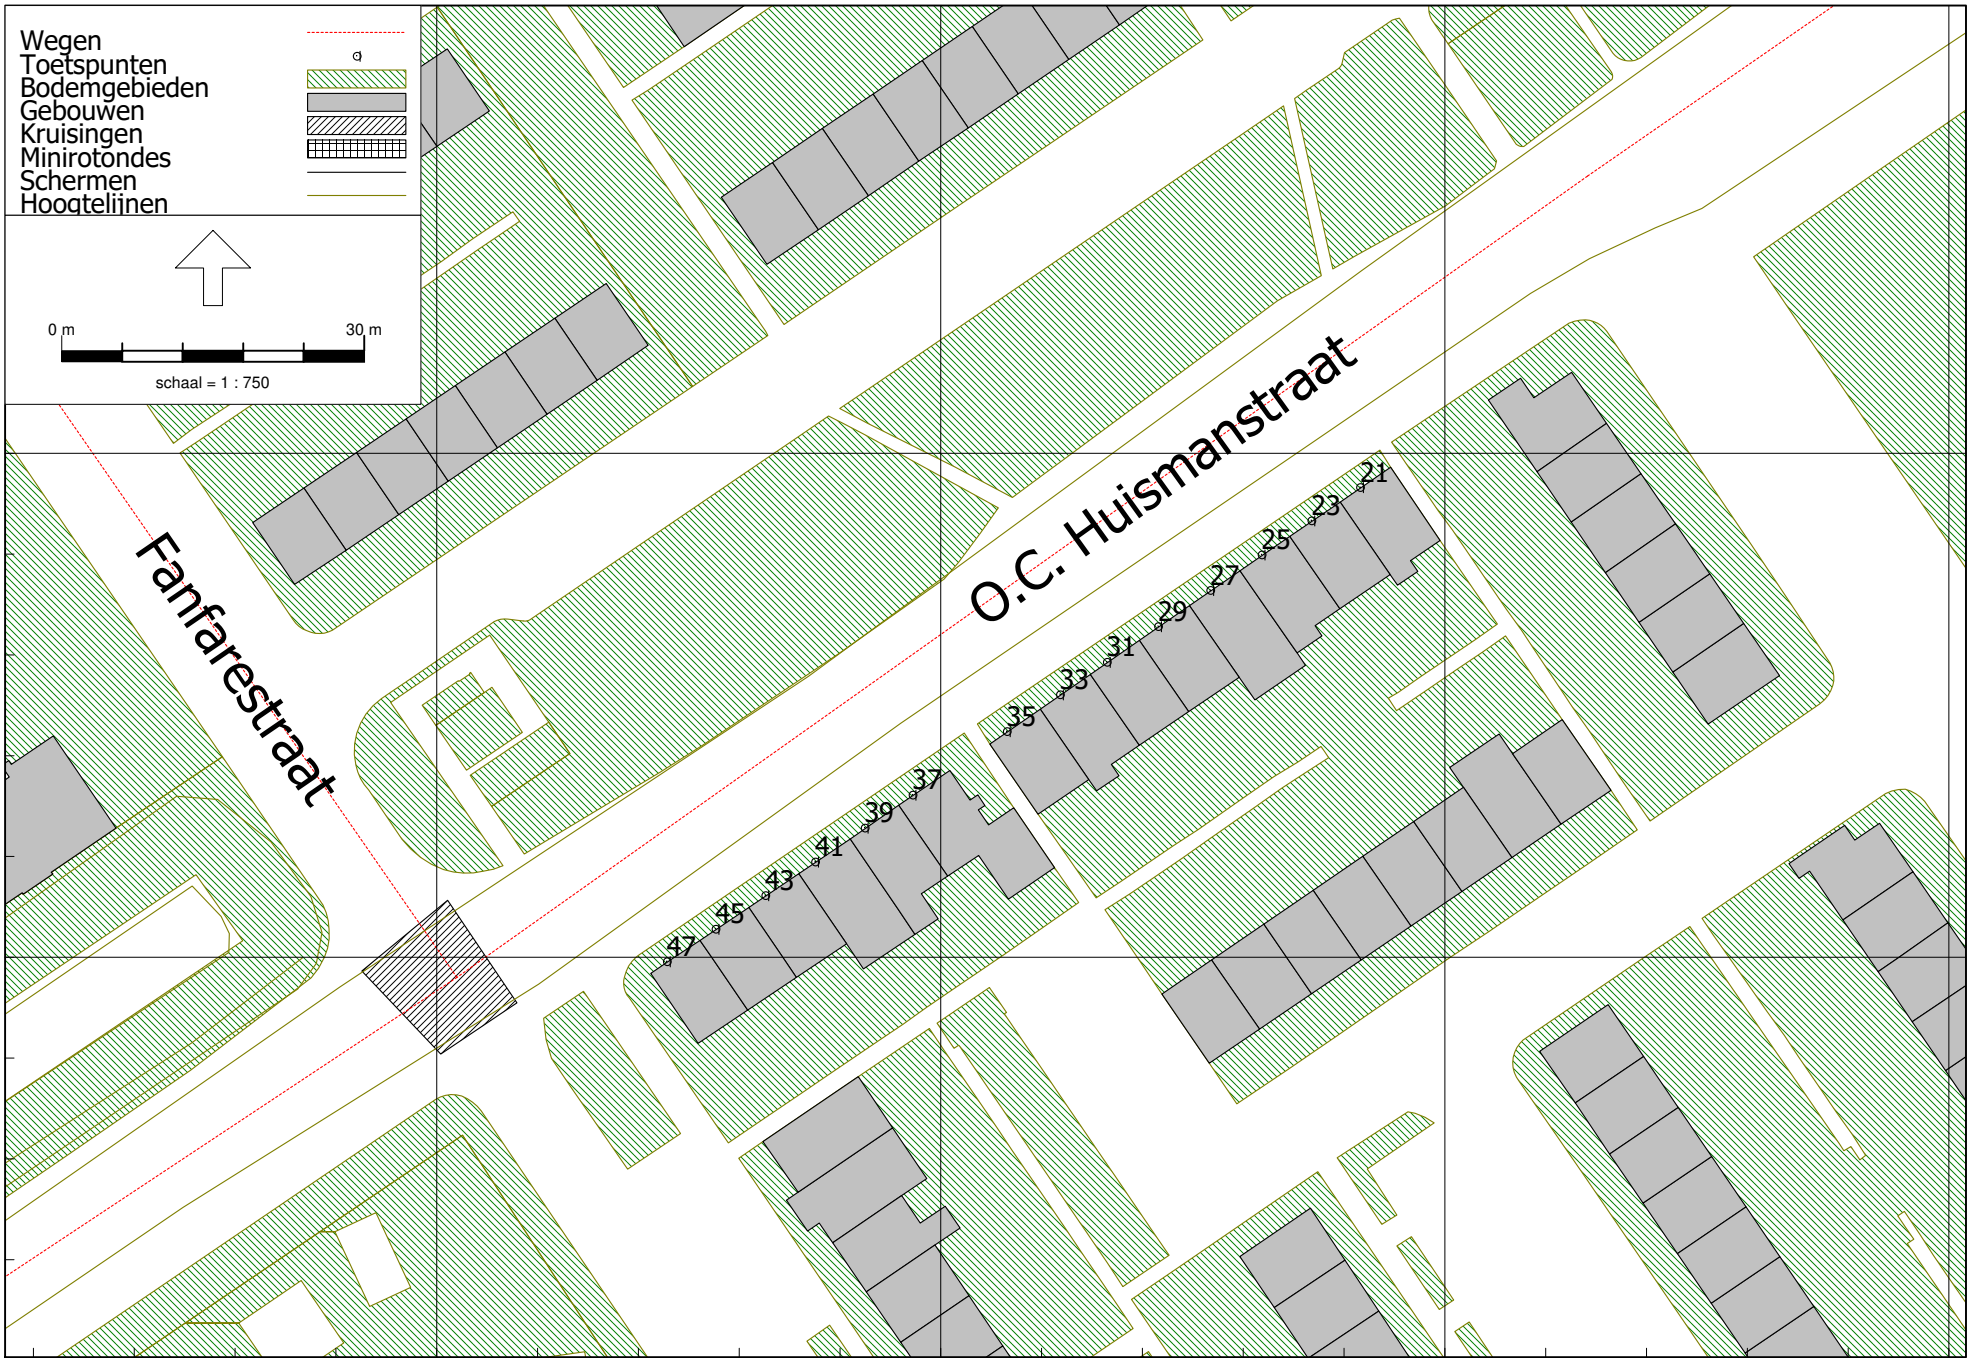 Wegen
Toetspunten
Bodemgebieden
Gebouwen
Kruisingen
Minirotondes
Schermen
Hoogtelijnen
0 m 30 m
schaal = 1 : 750
Fanfarestraat
O.C. Huismanstraat
21
23
25
27
29
31
33
35
37
39
41
43
45
47